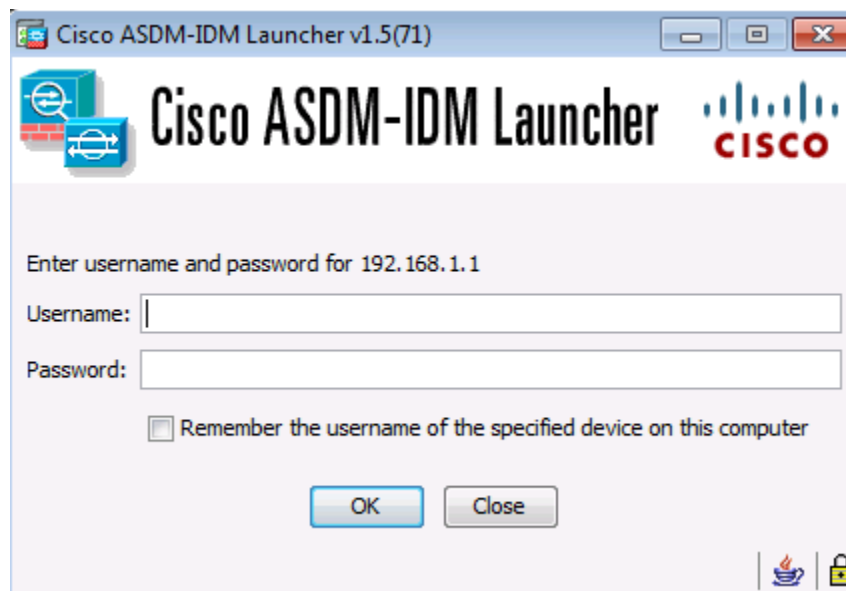 Cisco ASDM-IDM Launcher v1.5(71)
Cisco ASDM-IDM Launcher
CISCO
Enter username and password for 192.168.1.1
Username:
Password:
Remember the username of the specified device on this computer
OK
Close